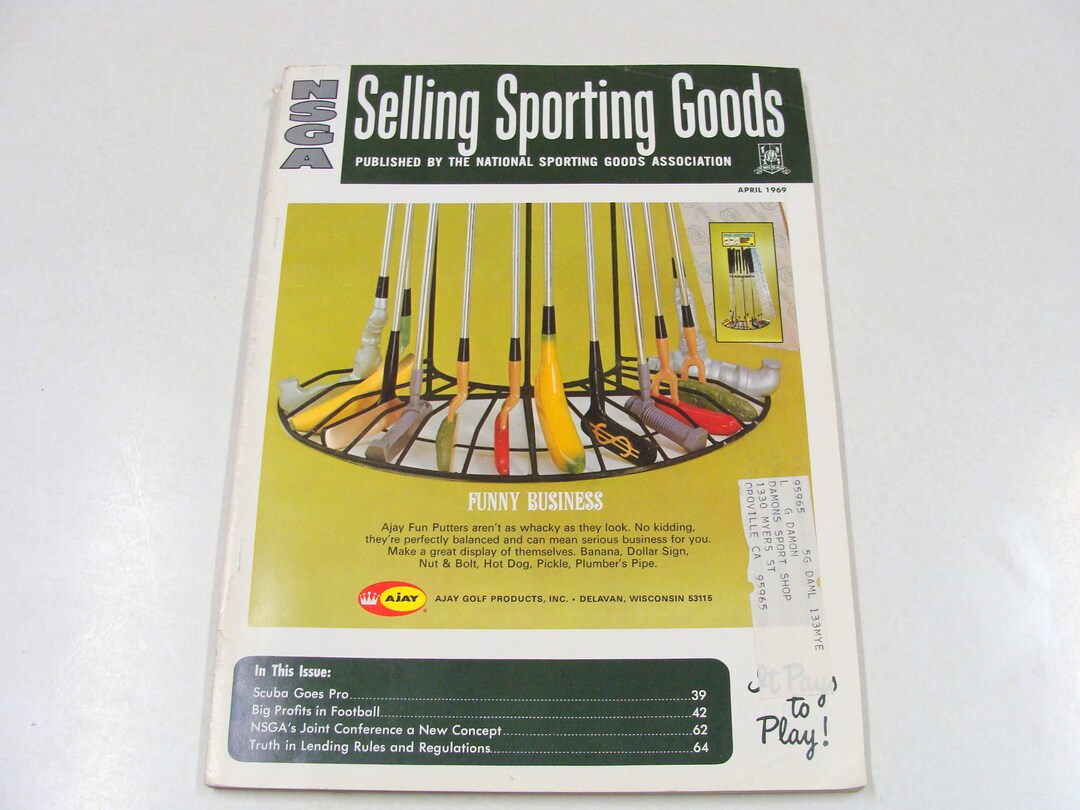 NSGA
Selling Sporting Goods
PUBLISHED BY THE NATIONAL SPORTING GOODS ASSOCIATION
APRIL 1969
FUNNY BUSINESS
Ajay Fun Putters aren't as whacky as they look. No kidding,
they're perfectly balanced and can mean serious business for you.
Make a great display of themselves. Banana, Dollar Sign,
Nut & Bolt, Hot Dog, Pickle, Plumber's Pipe.
AJAY
AJAY GOLF PRODUCTS, INC. • DELAVAN, WISCONSIN 53115
95965 5G DAML 133MYE
L G DAMON
DAMONS SPORT SHOP
1330 MYERS ST
OROVILLE CA 95965
In This Issue:
Scuba Goes Pro 39
Big Profits in Football 42
NSGA's Joint Conference a New Concept 62
Truth in Lending Rules and Regulations 64
It Pays
to
Play!